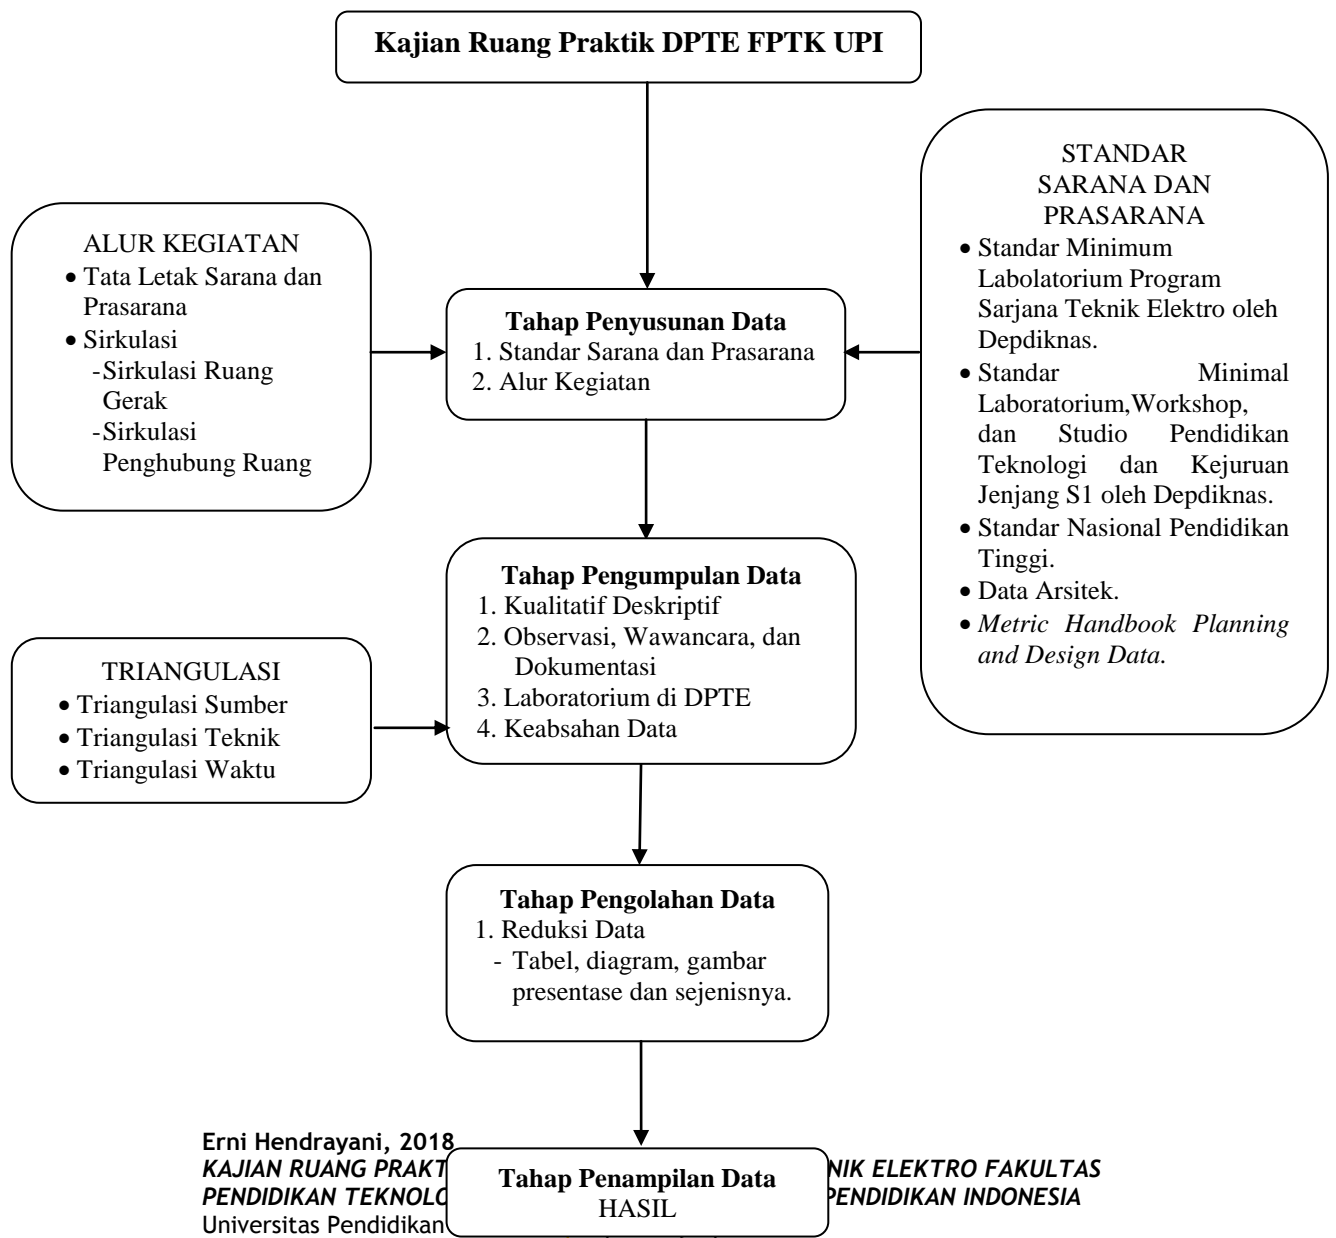 Kajian Ruang Praktik DPTE FPTK UPI
STANDAR
SARANA DAN
PRASARANA
• Standar Minimum
Labolatorium Program
Sarjana Teknik Elektro oleh
Depdiknas.
• Standar Minimal
Laboratorium,Workshop,
dan Studio Pendidikan
Teknologi dan Kejuruan
Jenjang S1 oleh Depdiknas.
• Standar Nasional Pendidikan
Tinggi.
• Data Arsitek.
• Metric Handbook Planning
and Design Data.
ALUR KEGIATAN
• Tata Letak Sarana dan
Prasarana
• Sirkulasi
-Sirkulasi Ruang
Gerak
-Sirkulasi
Penghubung Ruang
Tahap Penyusunan Data
1. Standar Sarana dan Prasarana
2. Alur Kegiatan
Tahap Pengumpulan Data
1. Kualitatif Deskriptif
2. Observasi, Wawancara, dan
Dokumentasi
3. Laboratorium di DPTE
4. Keabsahan Data
TRIANGULASI
• Triangulasi Sumber
• Triangulasi Teknik
• Triangulasi Waktu
Tahap Pengolahan Data
1. Reduksi Data
- Tabel, diagram, gambar
presentase dan sejenisnya.
Tahap Penampilan Data
HASIL
Erni Hendrayani, 2018
KAJIAN RUANG ELEKTRO FAKULTAS
PENDIDIKAN PENDIDIKAN INDONESIA
Universitas Pendidikan